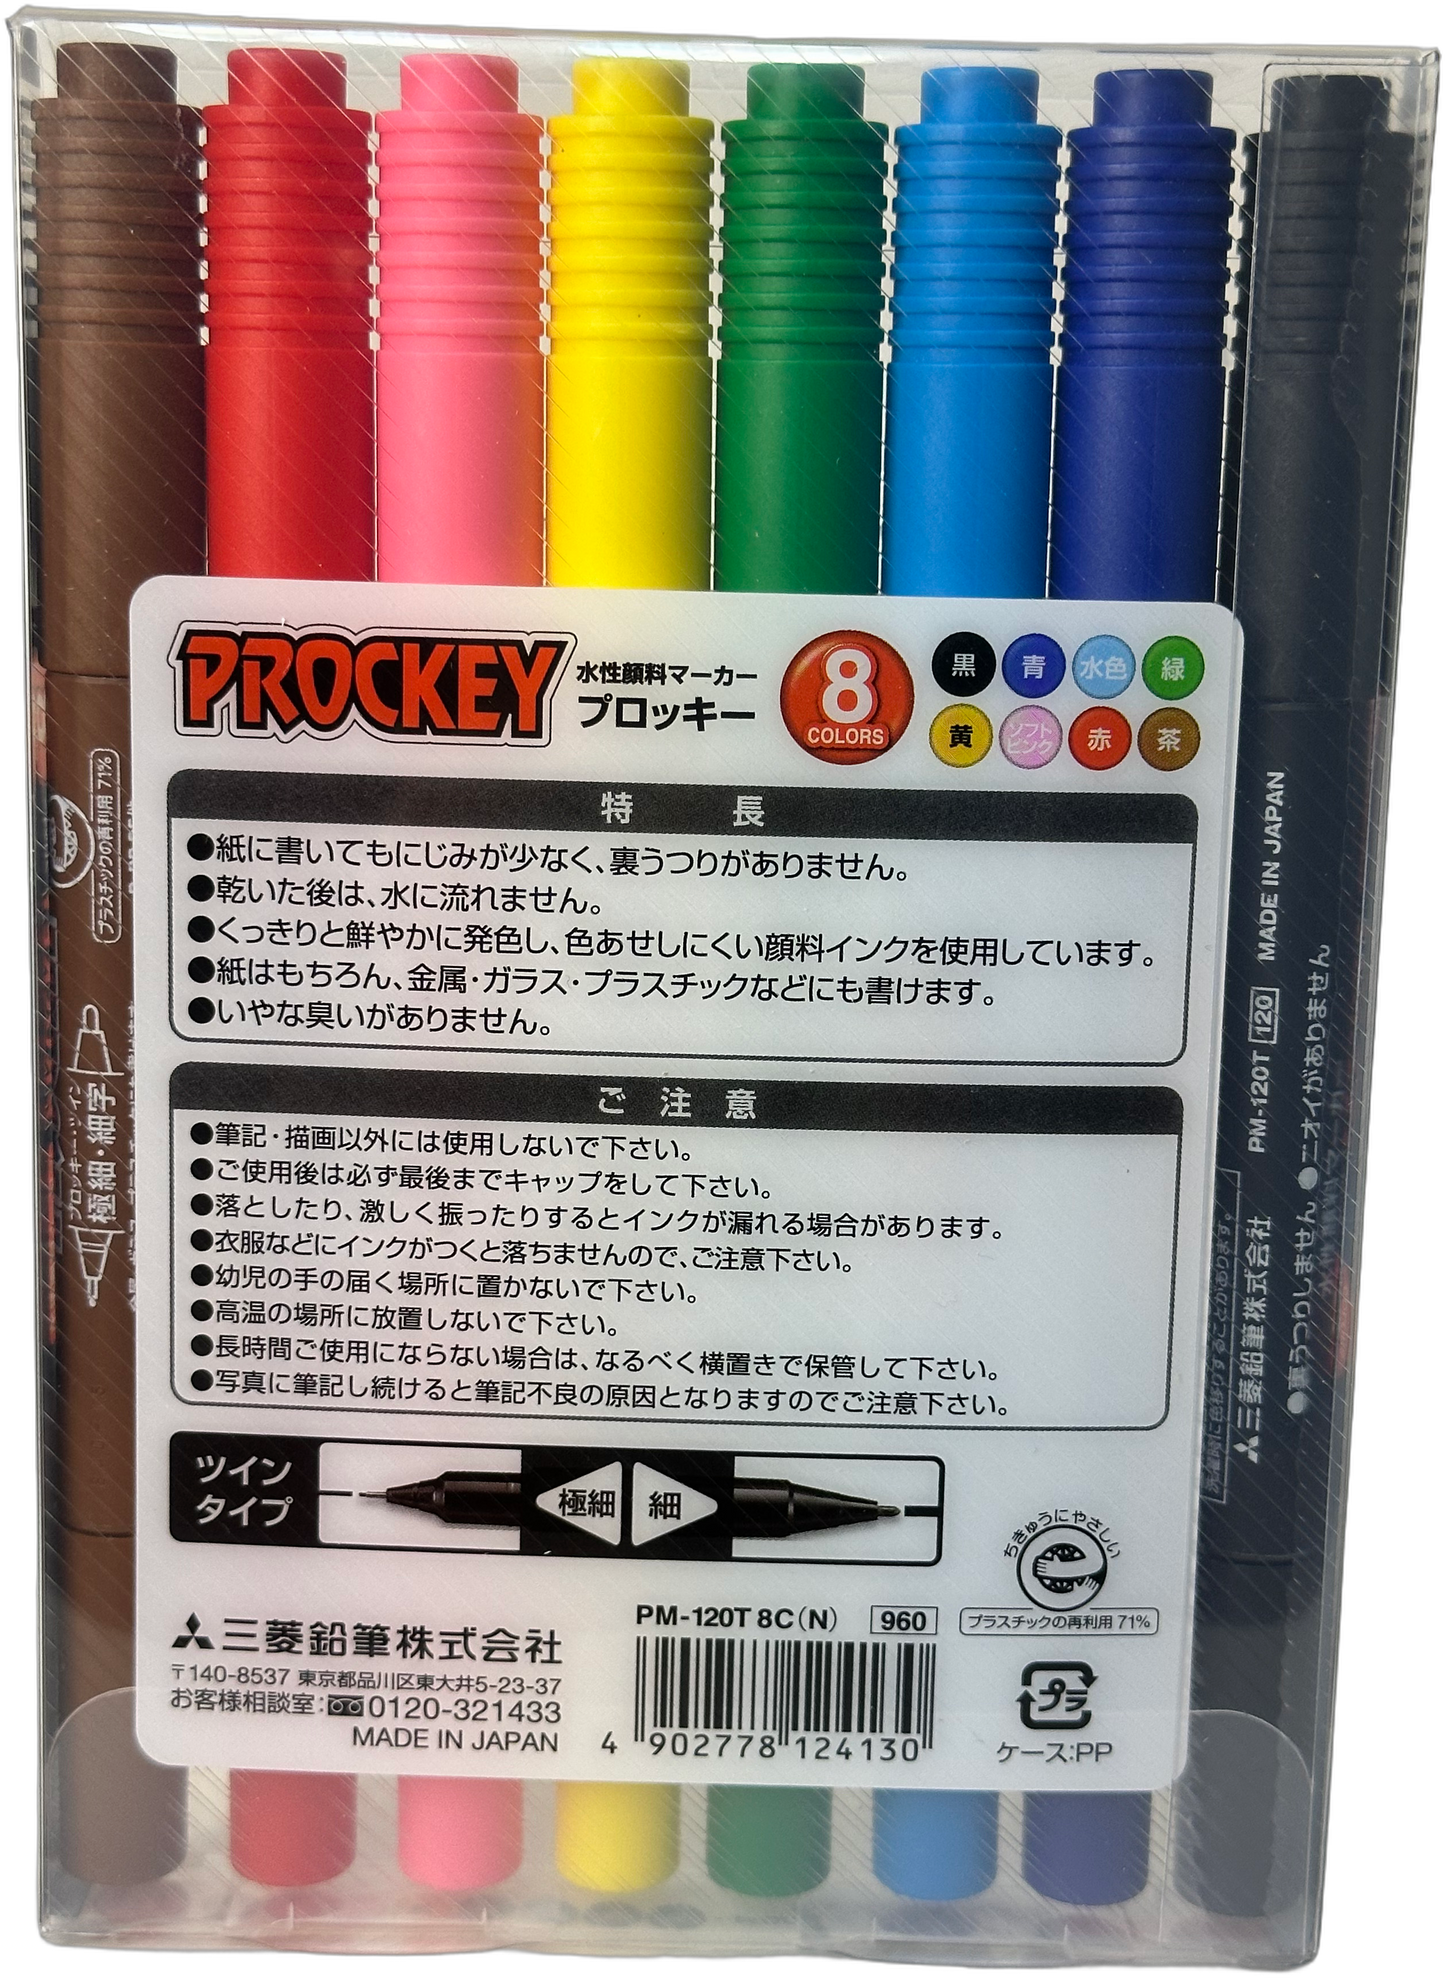 PROCKEY
水性顔料マーカー
プロッキー
8
COLORS
黒 青 水色 緑
黄 ソフトピンク 赤 茶
特長
●紙に書いてもにじみが少なく、裏うつりがありません。
●乾いた後は、水に流れません。
●くっきりと鮮やかに発色し、色あせしにくい顔料インクを使用しています。
●紙はもちろん、金属・ガラス・プラスチックなどにも書けます。
●いやな臭いがありません。
ご注意
●筆記・描画以外には使用しないで下さい。
●ご使用後は必ず最後までキャップをして下さい。
●落としたり、激しく振ったりするとインクが漏れる場合があります。
●衣服などにインクがつくと落ちませんので、ご注意下さい。
●幼児の手の届く場所に置かないで下さい。
●高温の場所に放置しないで下さい。
●長時間ご使用にならない場合は、なるべく横置きで保管して下さい。
●写真に筆記し続けると筆記不良の原因となりますのでご注意下さい。
ツイン
タイプ
極細 細
ちきゅうにやさしい
プラスチックの再利用 71%
三菱鉛筆株式会社
〒140-8537 東京都品川区東大井5-23-37
お客様相談室:0120-321433
MADE IN JAPAN
PM-120T 8C(N) 960
4 902778 124130
プラ
ケース:PP
プラスチックの再利用 71%
プロッキー・ツイン
極細・細字
三菱鉛筆株式会社 PM-120T 120 MADE IN JAPAN
●裏うつりしません ●ニオイがありません